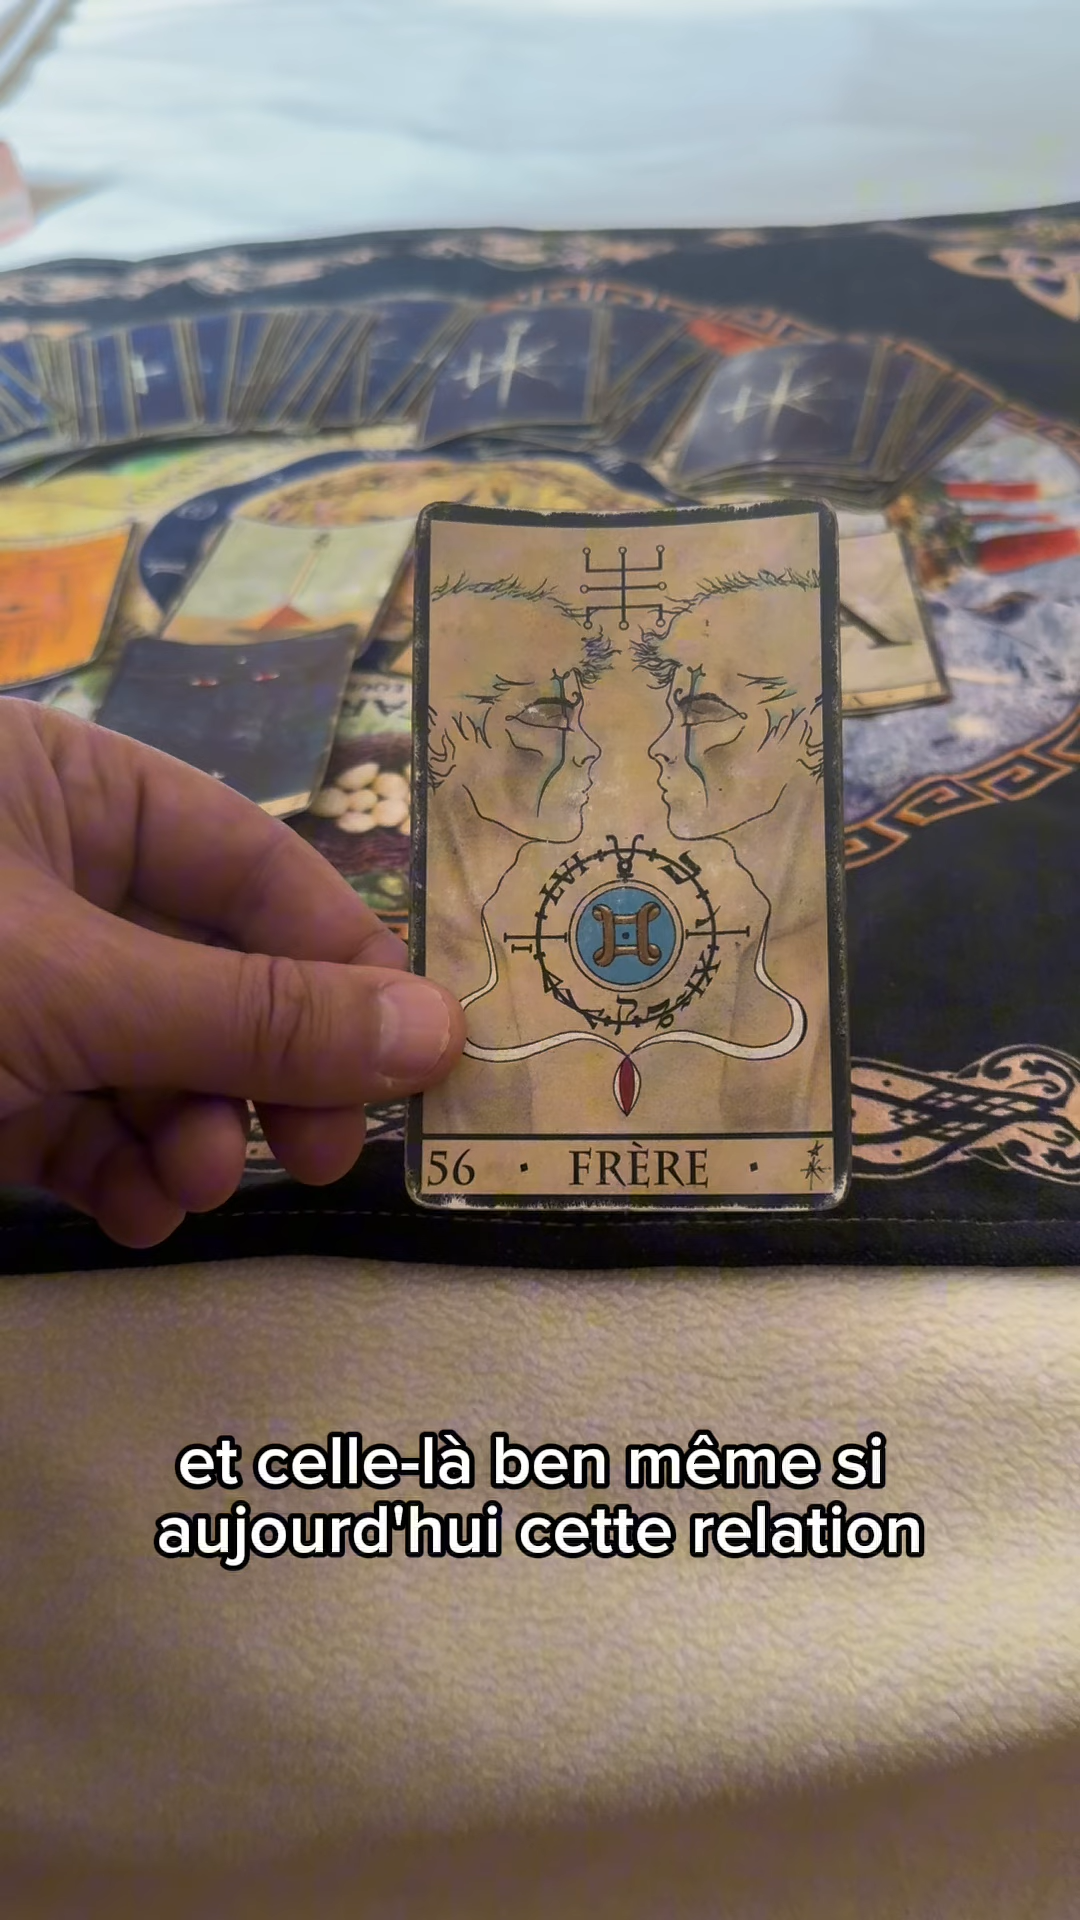 56 · FRÈRE ·
et celle-là ben même si
aujourd'hui cette relation